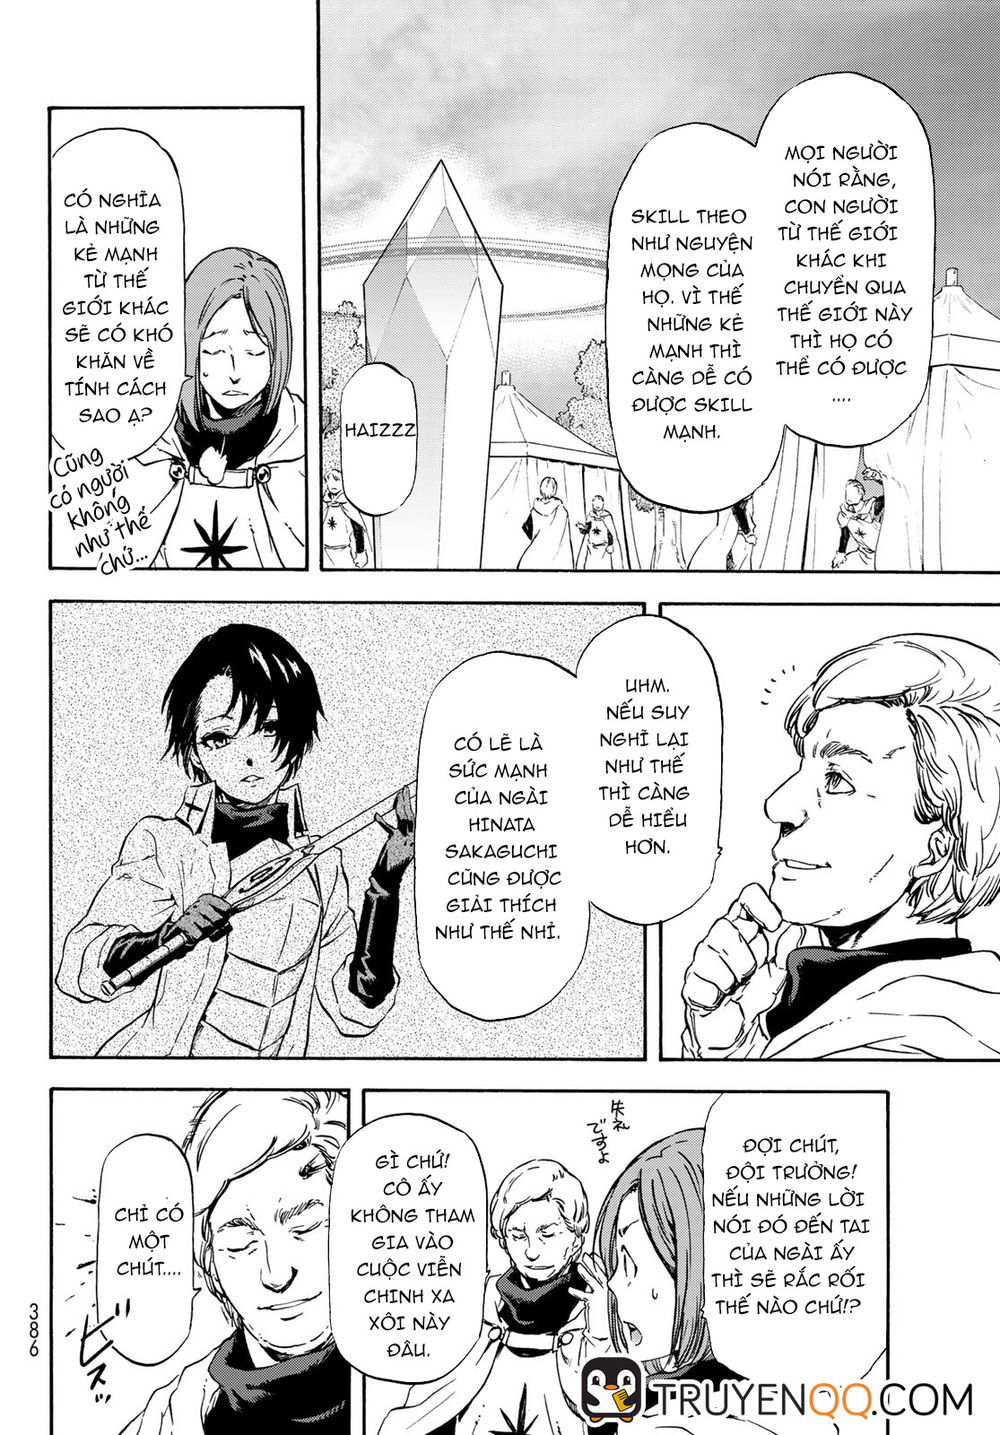 MỌI NGƯỜI
NÓI RẰNG,
CON NGƯỜI
TỪ THẾ GIỚI
KHÁC KHI
CHUYỂN QUA
THẾ GIỚI NÀY
THÌ HỌ CÓ
THỂ CÓ ĐƯỢC
....
SKILL THEO
NHƯ NGUYỆN
MỌNG CỦA
HỌ. VÌ THẾ
NHỮNG KẺ
MẠNH THÌ
CÀNG DỄ CÓ
ĐƯỢC SKILL
MẠNH.
HAIZZZ
CÓ NGHĨA
LÀ NHỮNG
KẺ MẠNH
TỪ THẾ
GIỚI KHÁC
SẼ CÓ KHÓ
KHĂN VỀ
TÍNH CÁCH
SAO Ạ?
Cũng
có người
không
như thế
chứ...
UHM.
NẾU SUY
NGHĨ LẠI
NHƯ THẾ
THÌ CÀNG
DỄ HIỂU
HƠN.
CÓ LẼ LÀ
SỨC MẠNH
CỦA NGÀI
HINATA
SAKAGUCHI
CŨNG ĐƯỢC
GIẢI THÍCH
NHƯ THẾ NHỈ.
ĐỢI CHÚT,
ĐỘI TRƯỞNG!
NẾU NHỮNG LỜI
NÓI ĐÓ ĐẾN TAI
CỦA NGÀI ẤY
THÌ SẼ RẮC RỐI
THẾ NÀO CHỨ!?
失礼
ですよ
GÌ CHỨ!
CÔ ẤY
KHÔNG THAM
GIA VÀO
CUỘC VIỄN
CHINH XA
XÔI NÀY
ĐÂU.
CHỈ CÓ
MỘT
CHÚT....
ビズッ
386
TRUYENQQ.COM